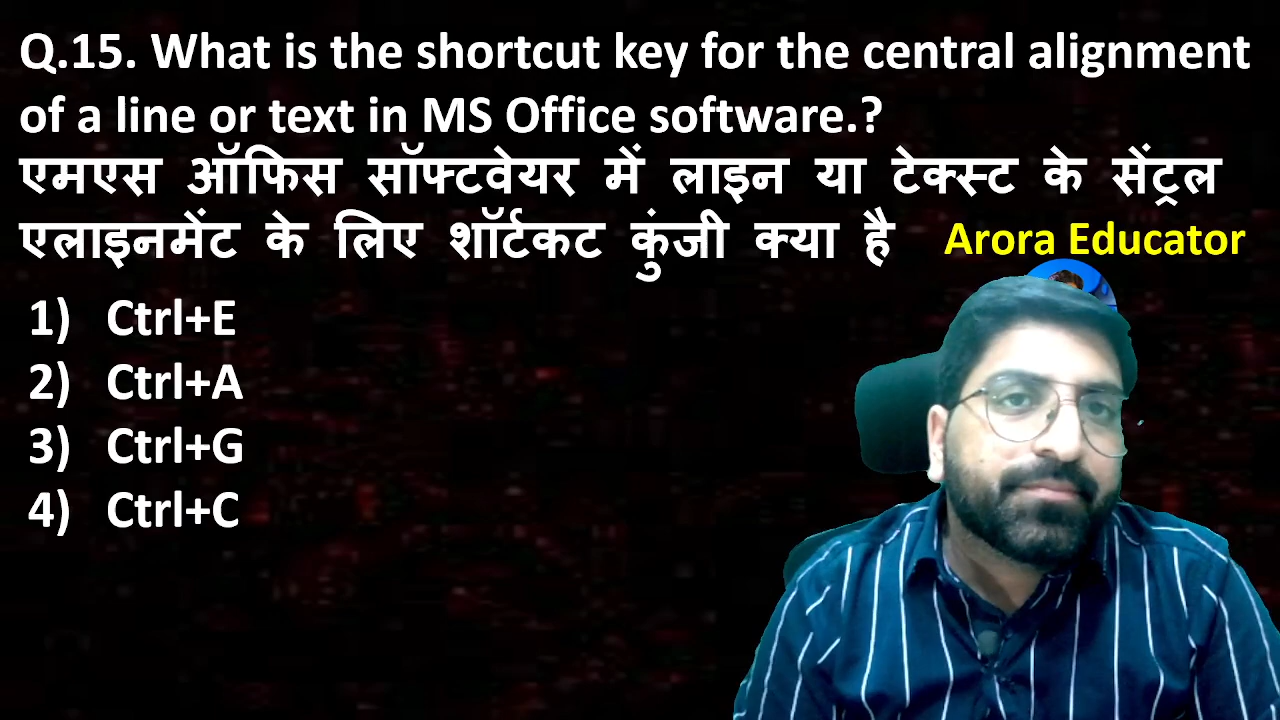 Q.15. What is the shortcut key for the central alignment
of a line or text in MS Office software.?
एमएस ऑफिस सॉफ्टवेयर में लाइन या टेक्स्ट के सेंट्रल
एलाइनमेंट के लिए शॉर्टकट कुंजी क्या है
Arora Educator
1) Ctrl+E
2) Ctrl+A
3) Ctrl+G
4) Ctrl+C